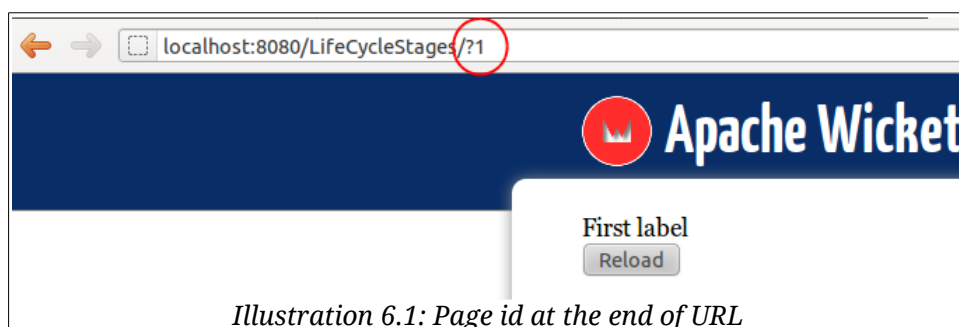 localhost:8080/LifeCycleStages/?1
Apache Wicket
First label
Reload
Illustration 6.1: Page id at the end of URL